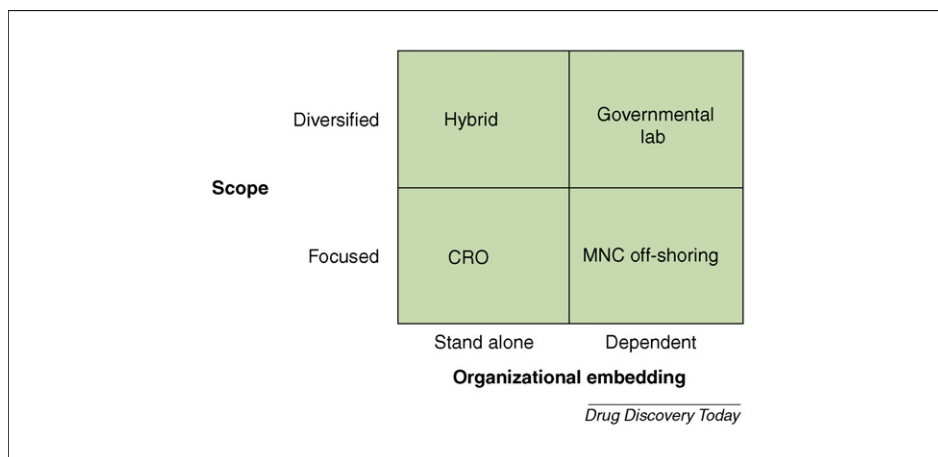 Diversified
Hybrid
Governmental
lab
Scope
Focused
CRO
MNC off-shoring
Stand alone
Dependent
Organizational embedding
Drug Discovery Today